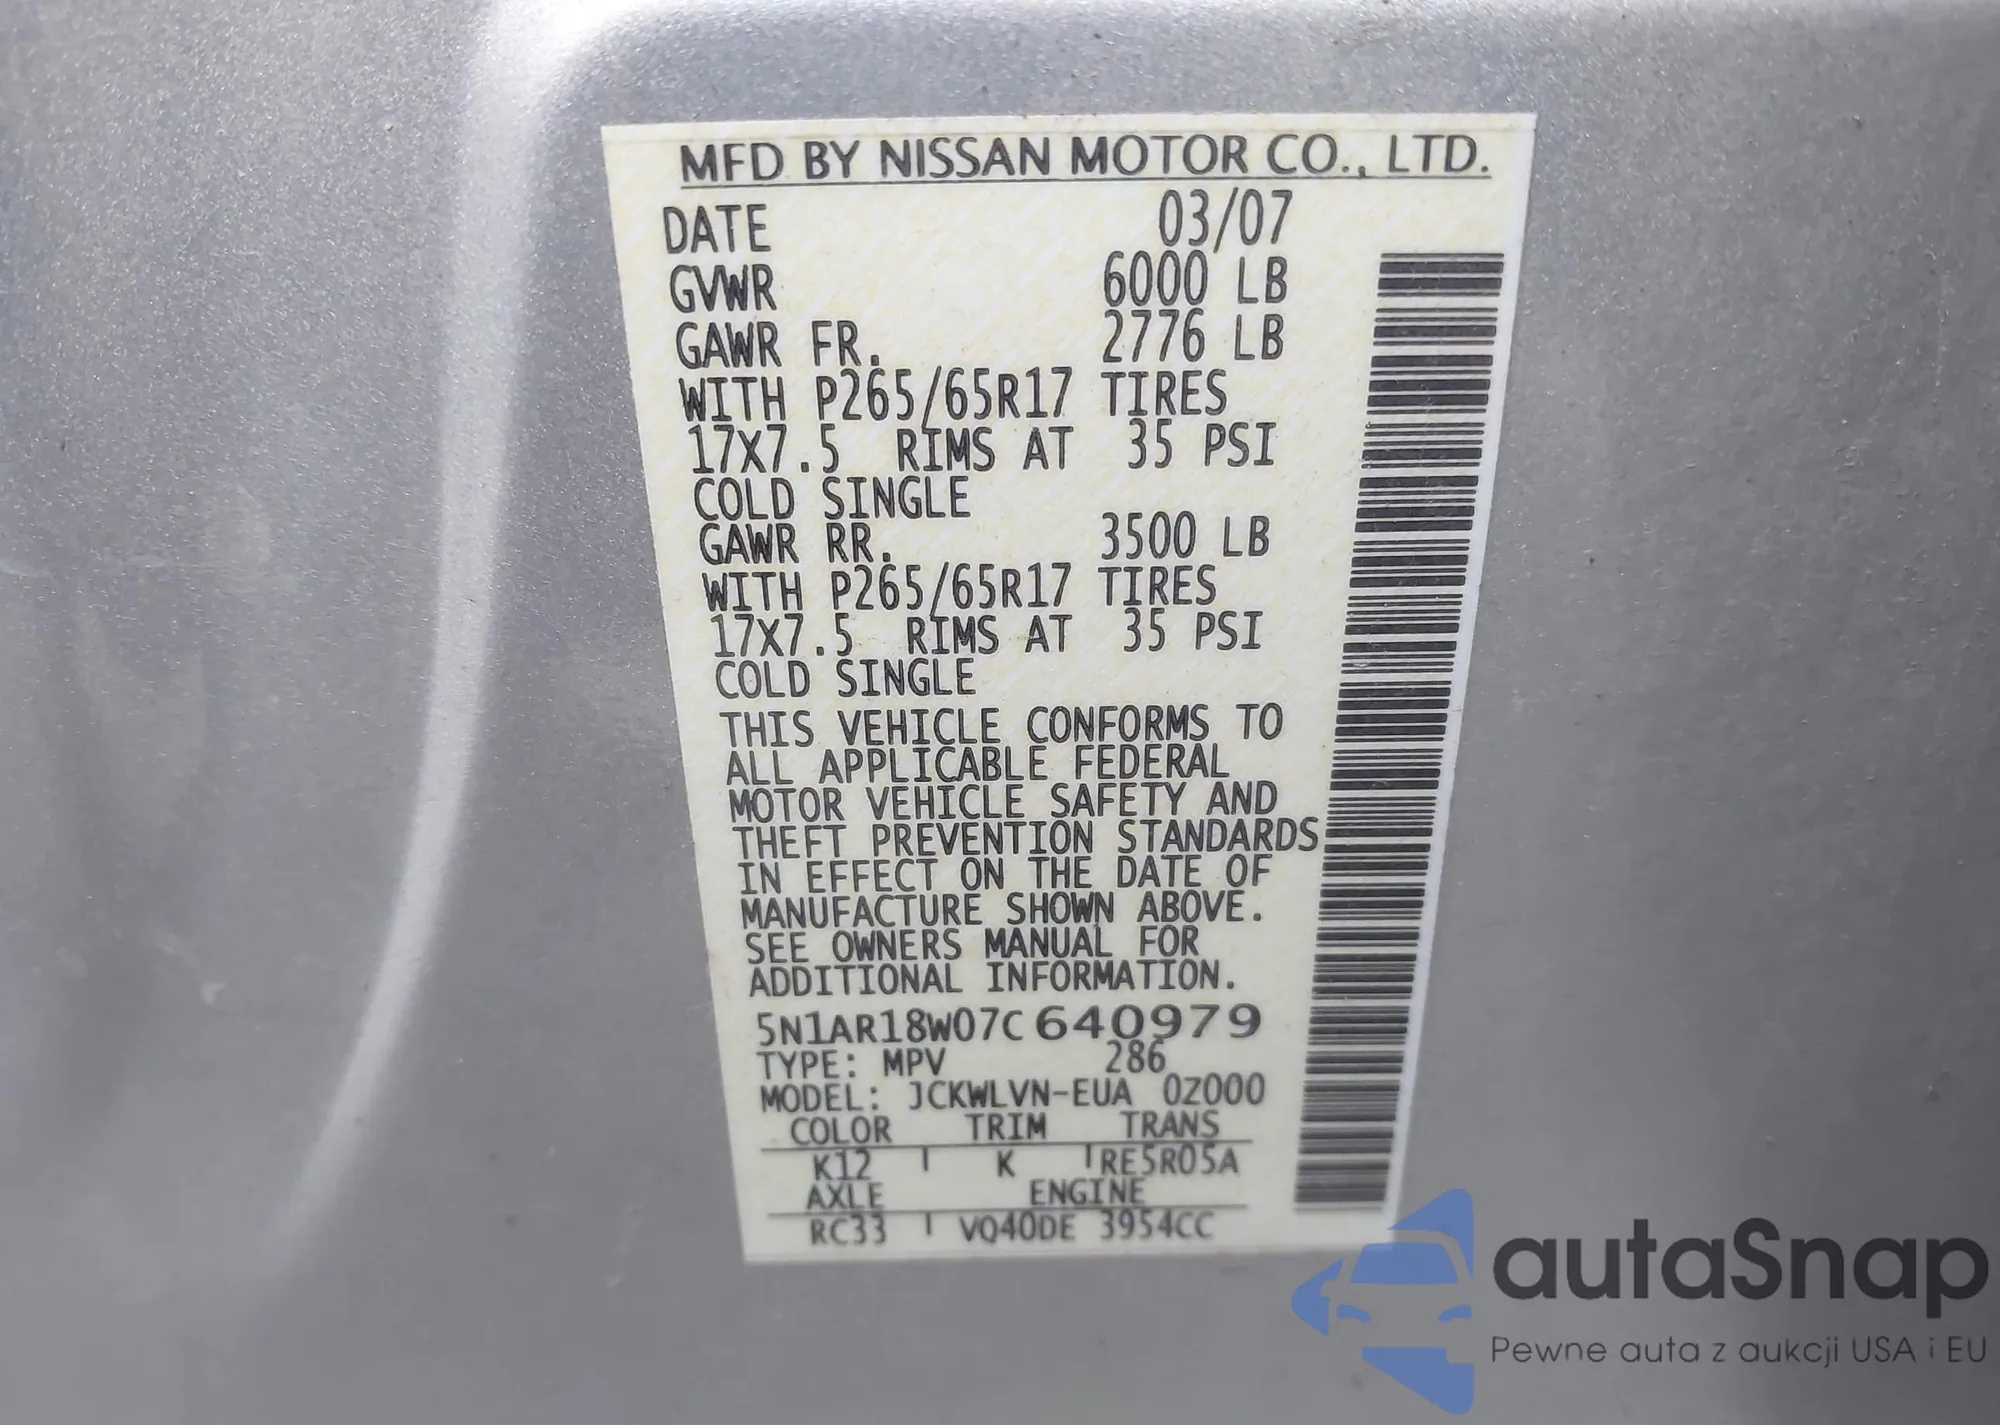 MFD BY NISSAN MOTOR CO., LTD.
DATE 03/07
GVWR 6000 LB
GAWR FR. 2776 LB
WITH P265/65R17 TIRES
17X7.5 RIMS AT 35 PSI
COLD SINGLE
GAWR RR. 3500 LB
WITH P265/65R17 TIRES
17X7.5 RIMS AT 35 PSI
COLD SINGLE
THIS VEHICLE CONFORMS TO
ALL APPLICABLE FEDERAL
MOTOR VEHICLE SAFETY AND
THEFT PREVENTION STANDARDS
IN EFFECT ON THE DATE OF
MANUFACTURE SHOWN ABOVE.
SEE OWNERS MANUAL FOR
ADDITIONAL INFORMATION.
5N1AR18W07C640979
TYPE: MPV 286
MODEL: JCKWLVN-EUA 0Z000
COLOR TRIM TRANS
K12 K RE5R05A
AXLE ENGINE
RC33 VQ40DE 3954CC
autaSnap
Pewne auta z aukcji USA i EU